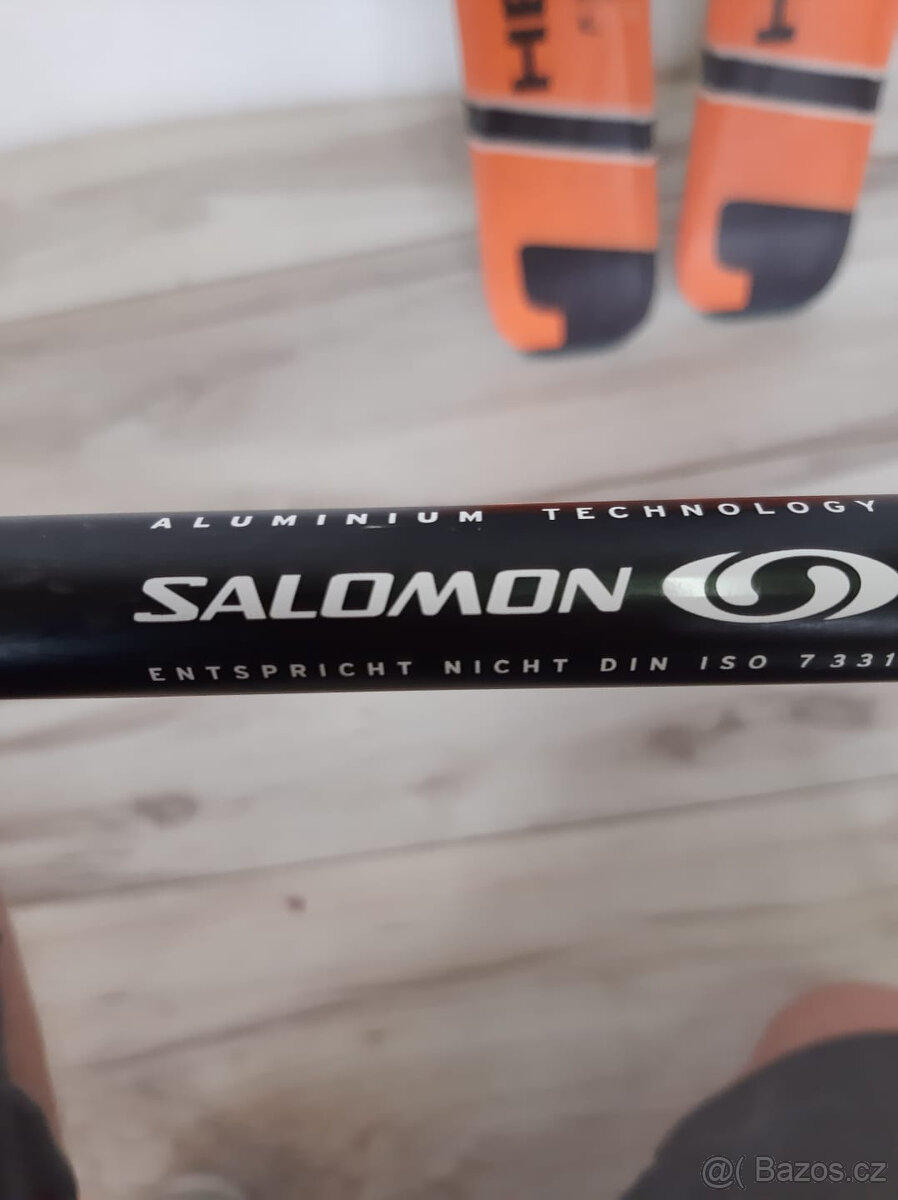 ALUMINIUM TECHNOLOGY
SALOMON
ENTSPRICHT NICHT DIN ISO 7331
@( Bazos.cz